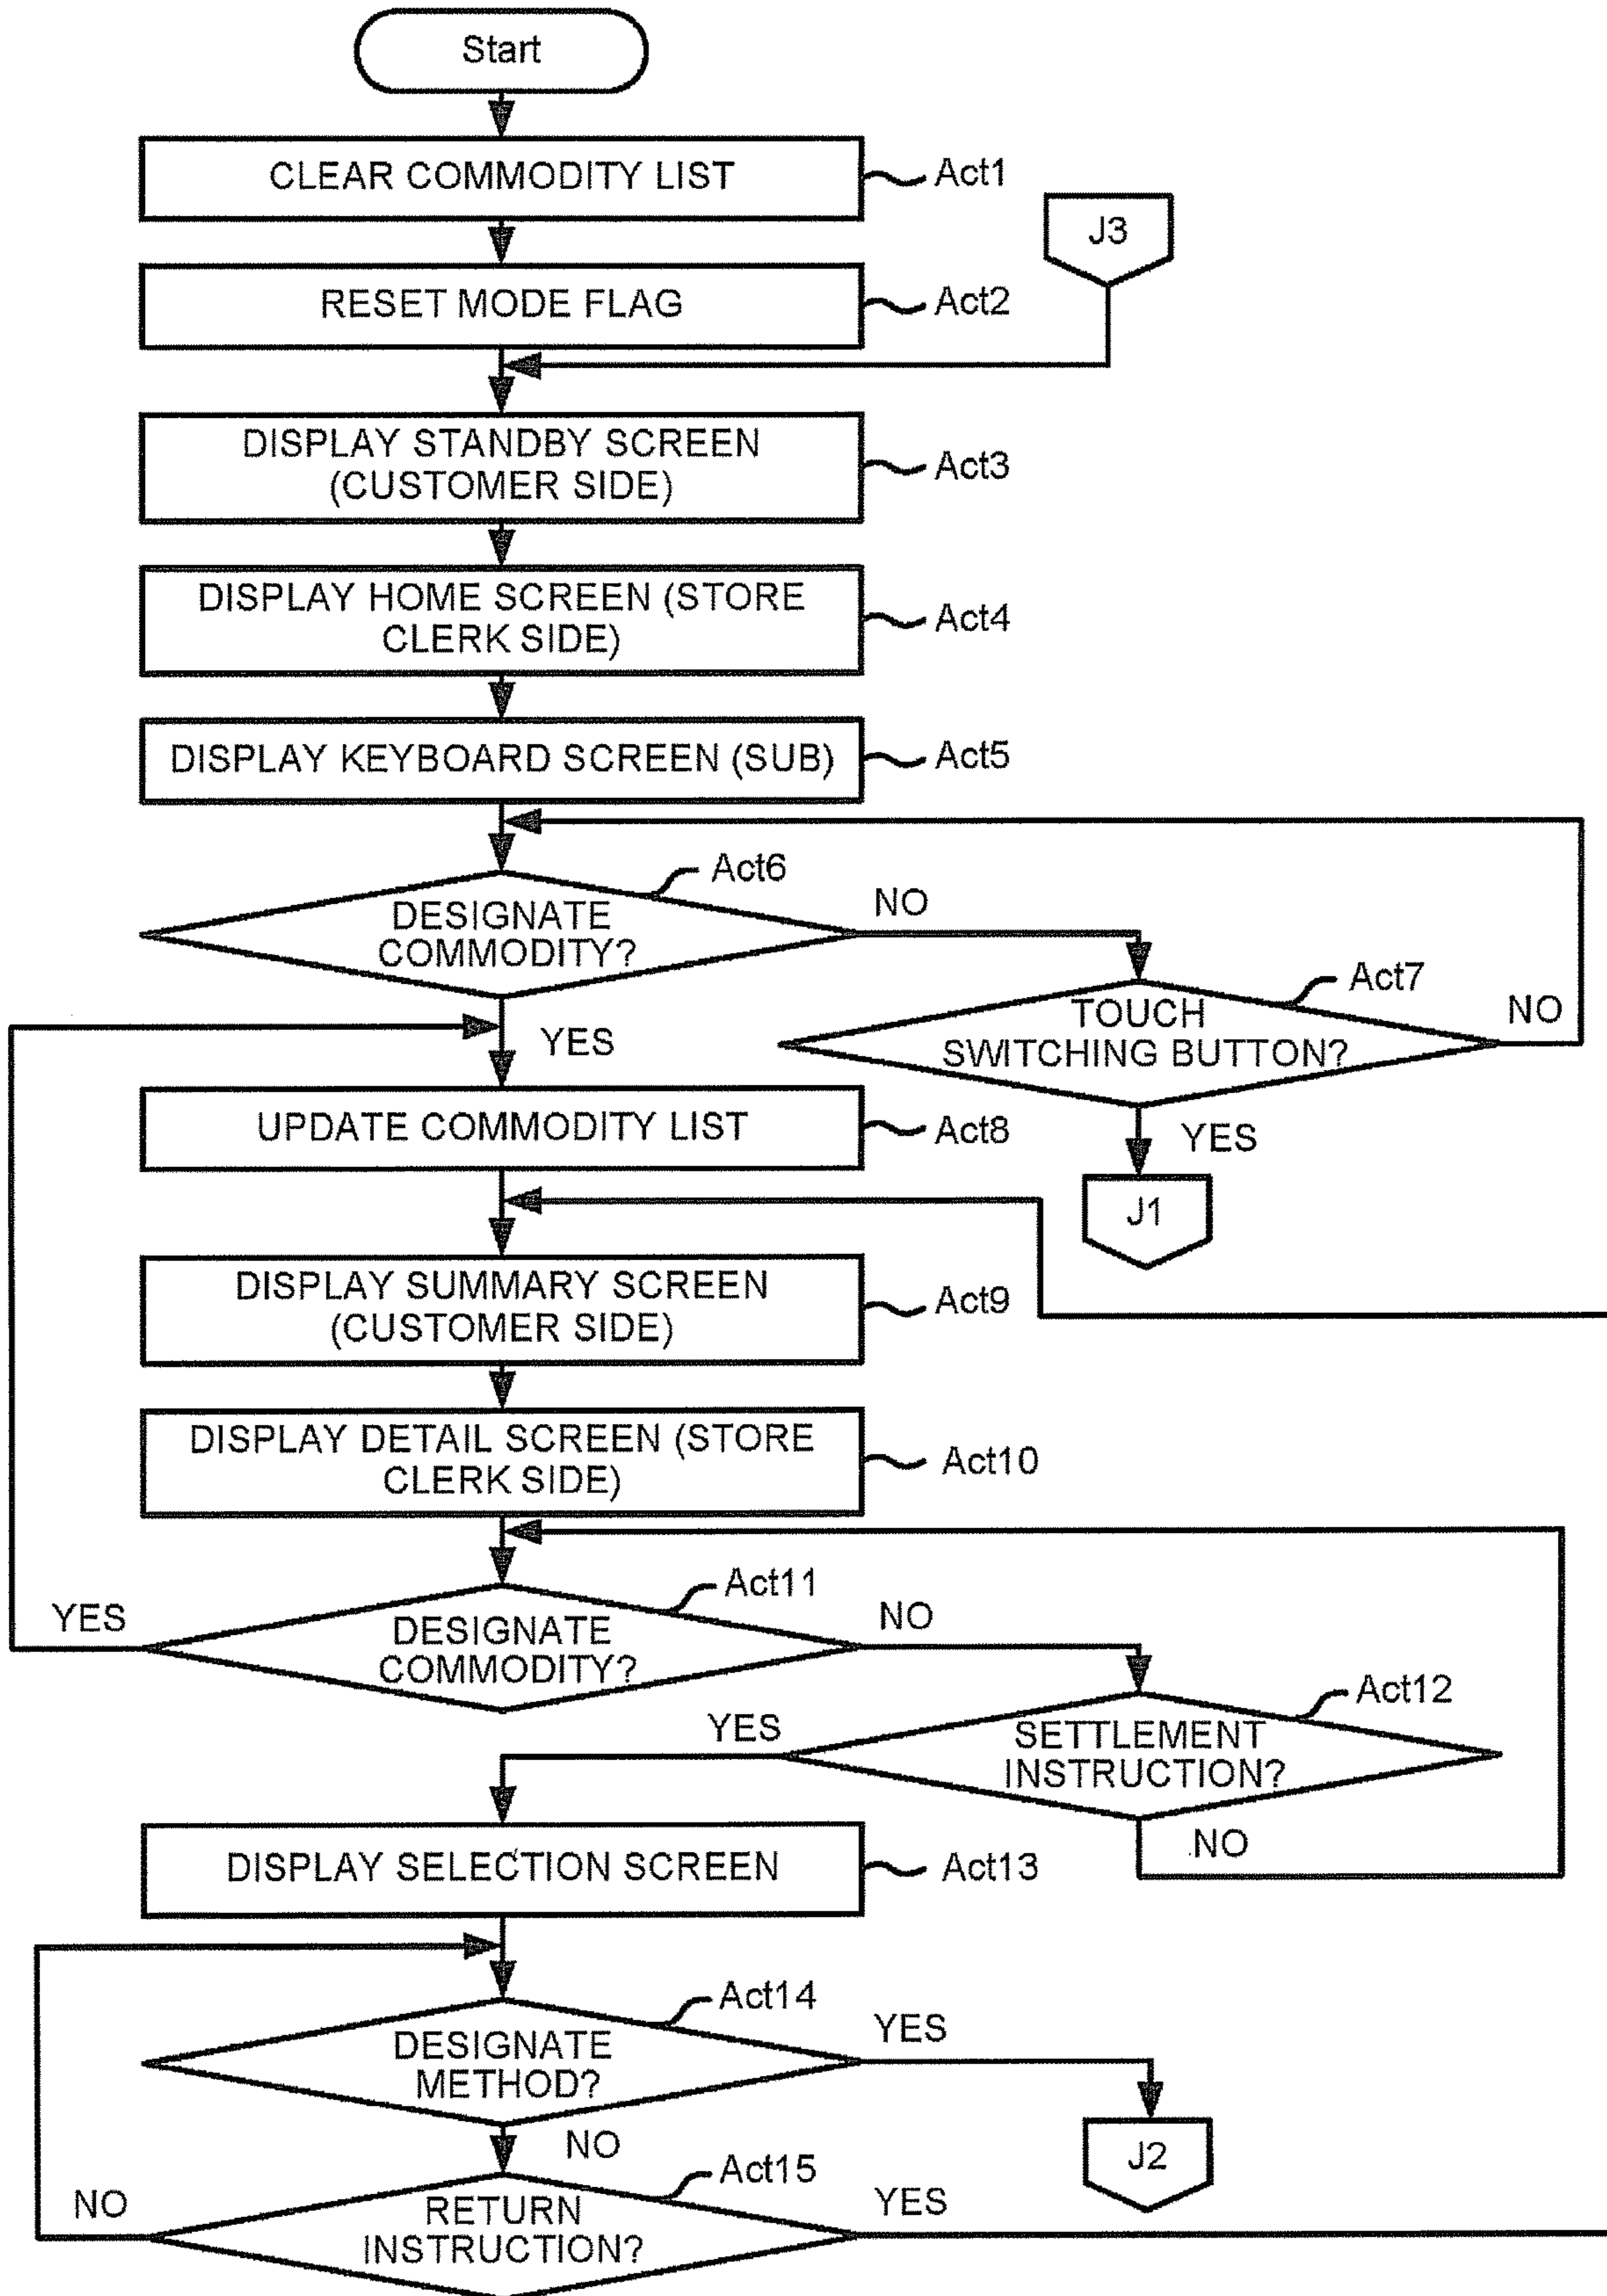 Start
CLEAR COMMODITY LIST
Act1
J3
RESET MODE FLAG
Act2
DISPLAY STANDBY SCREEN
(CUSTOMER SIDE)
Act3
DISPLAY HOME SCREEN (STORE
CLERK SIDE)
Act4
DISPLAY KEYBOARD SCREEN (SUB)
Act5
Act6
DESIGNATE
COMMODITY?
NO
Act7
TOUCH
SWITCHING BUTTON?
NO
YES
YES
J1
UPDATE COMMODITY LIST
Act8
DISPLAY SUMMARY SCREEN
(CUSTOMER SIDE)
Act9
DISPLAY DETAIL SCREEN (STORE
CLERK SIDE)
Act10
Act11
YES
DESIGNATE
COMMODITY?
NO
Act12
YES
SETTLEMENT
INSTRUCTION?
NO
DISPLAY SELECTION SCREEN
Act13
Act14
DESIGNATE
METHOD?
YES
J2
NO
Act15
NO
RETURN
INSTRUCTION?
YES